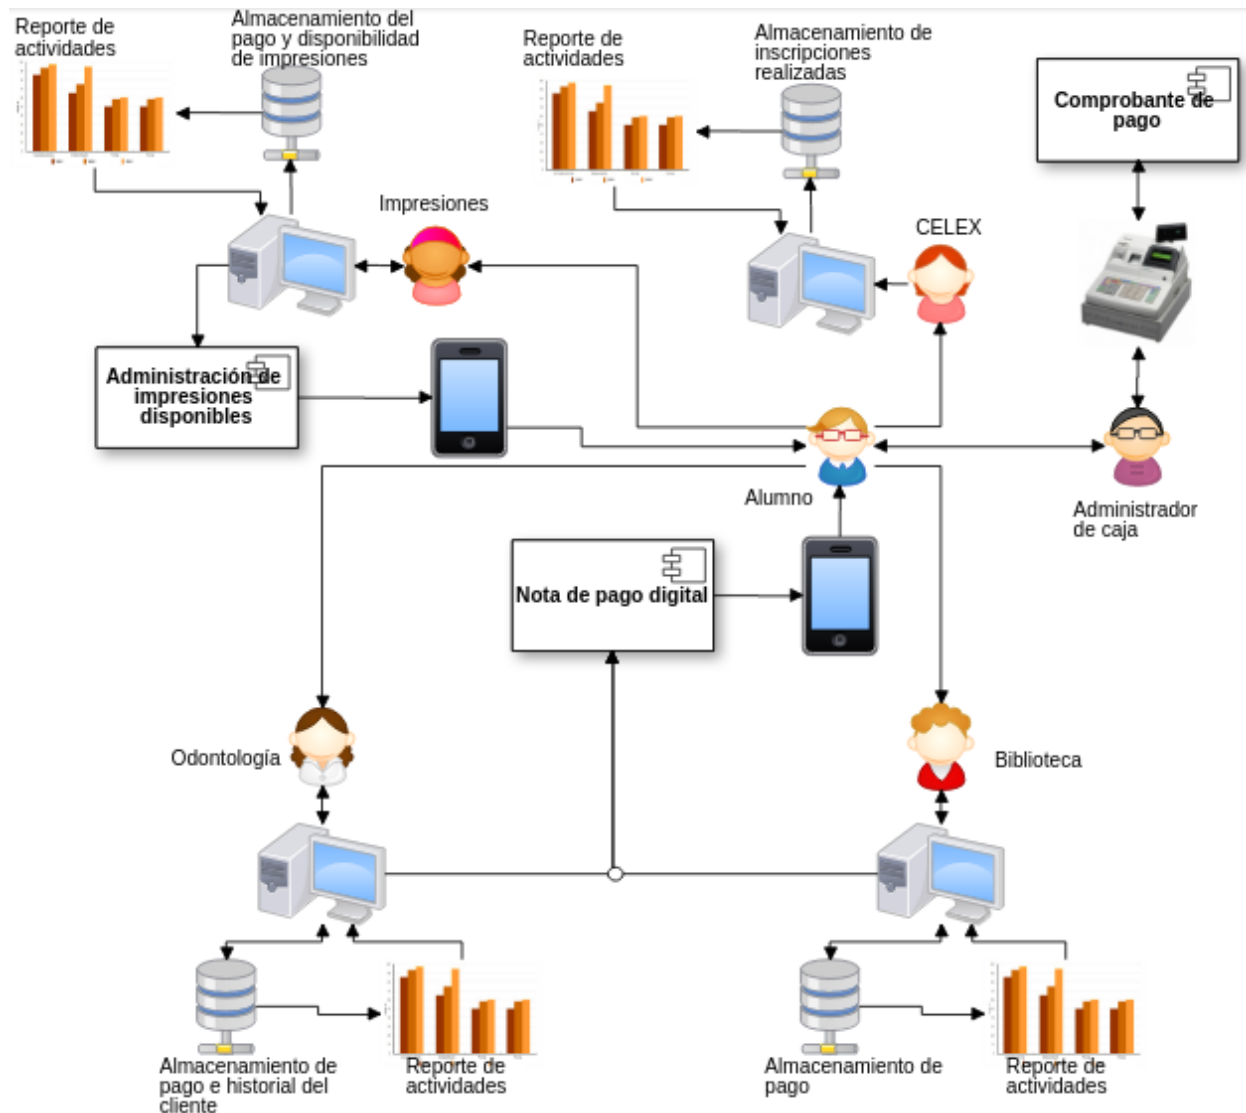 Reporte de
actividades
Almacenamiento del
pago y disponibilidad
de impresiones
Reporte de
actividades
Almacenamiento de
inscripciones
realizadas
Comprobante de
pago
Impresiones
CELEX
Administración de
impresiones
disponibles
Alumno
Administrador
de caja
Nota de pago digital
Odontología
Biblioteca
Almacenamiento de
pago e historial del
cliente
Reporte de
actividades
Almacenamiento de
pago
Reporte de
actividades